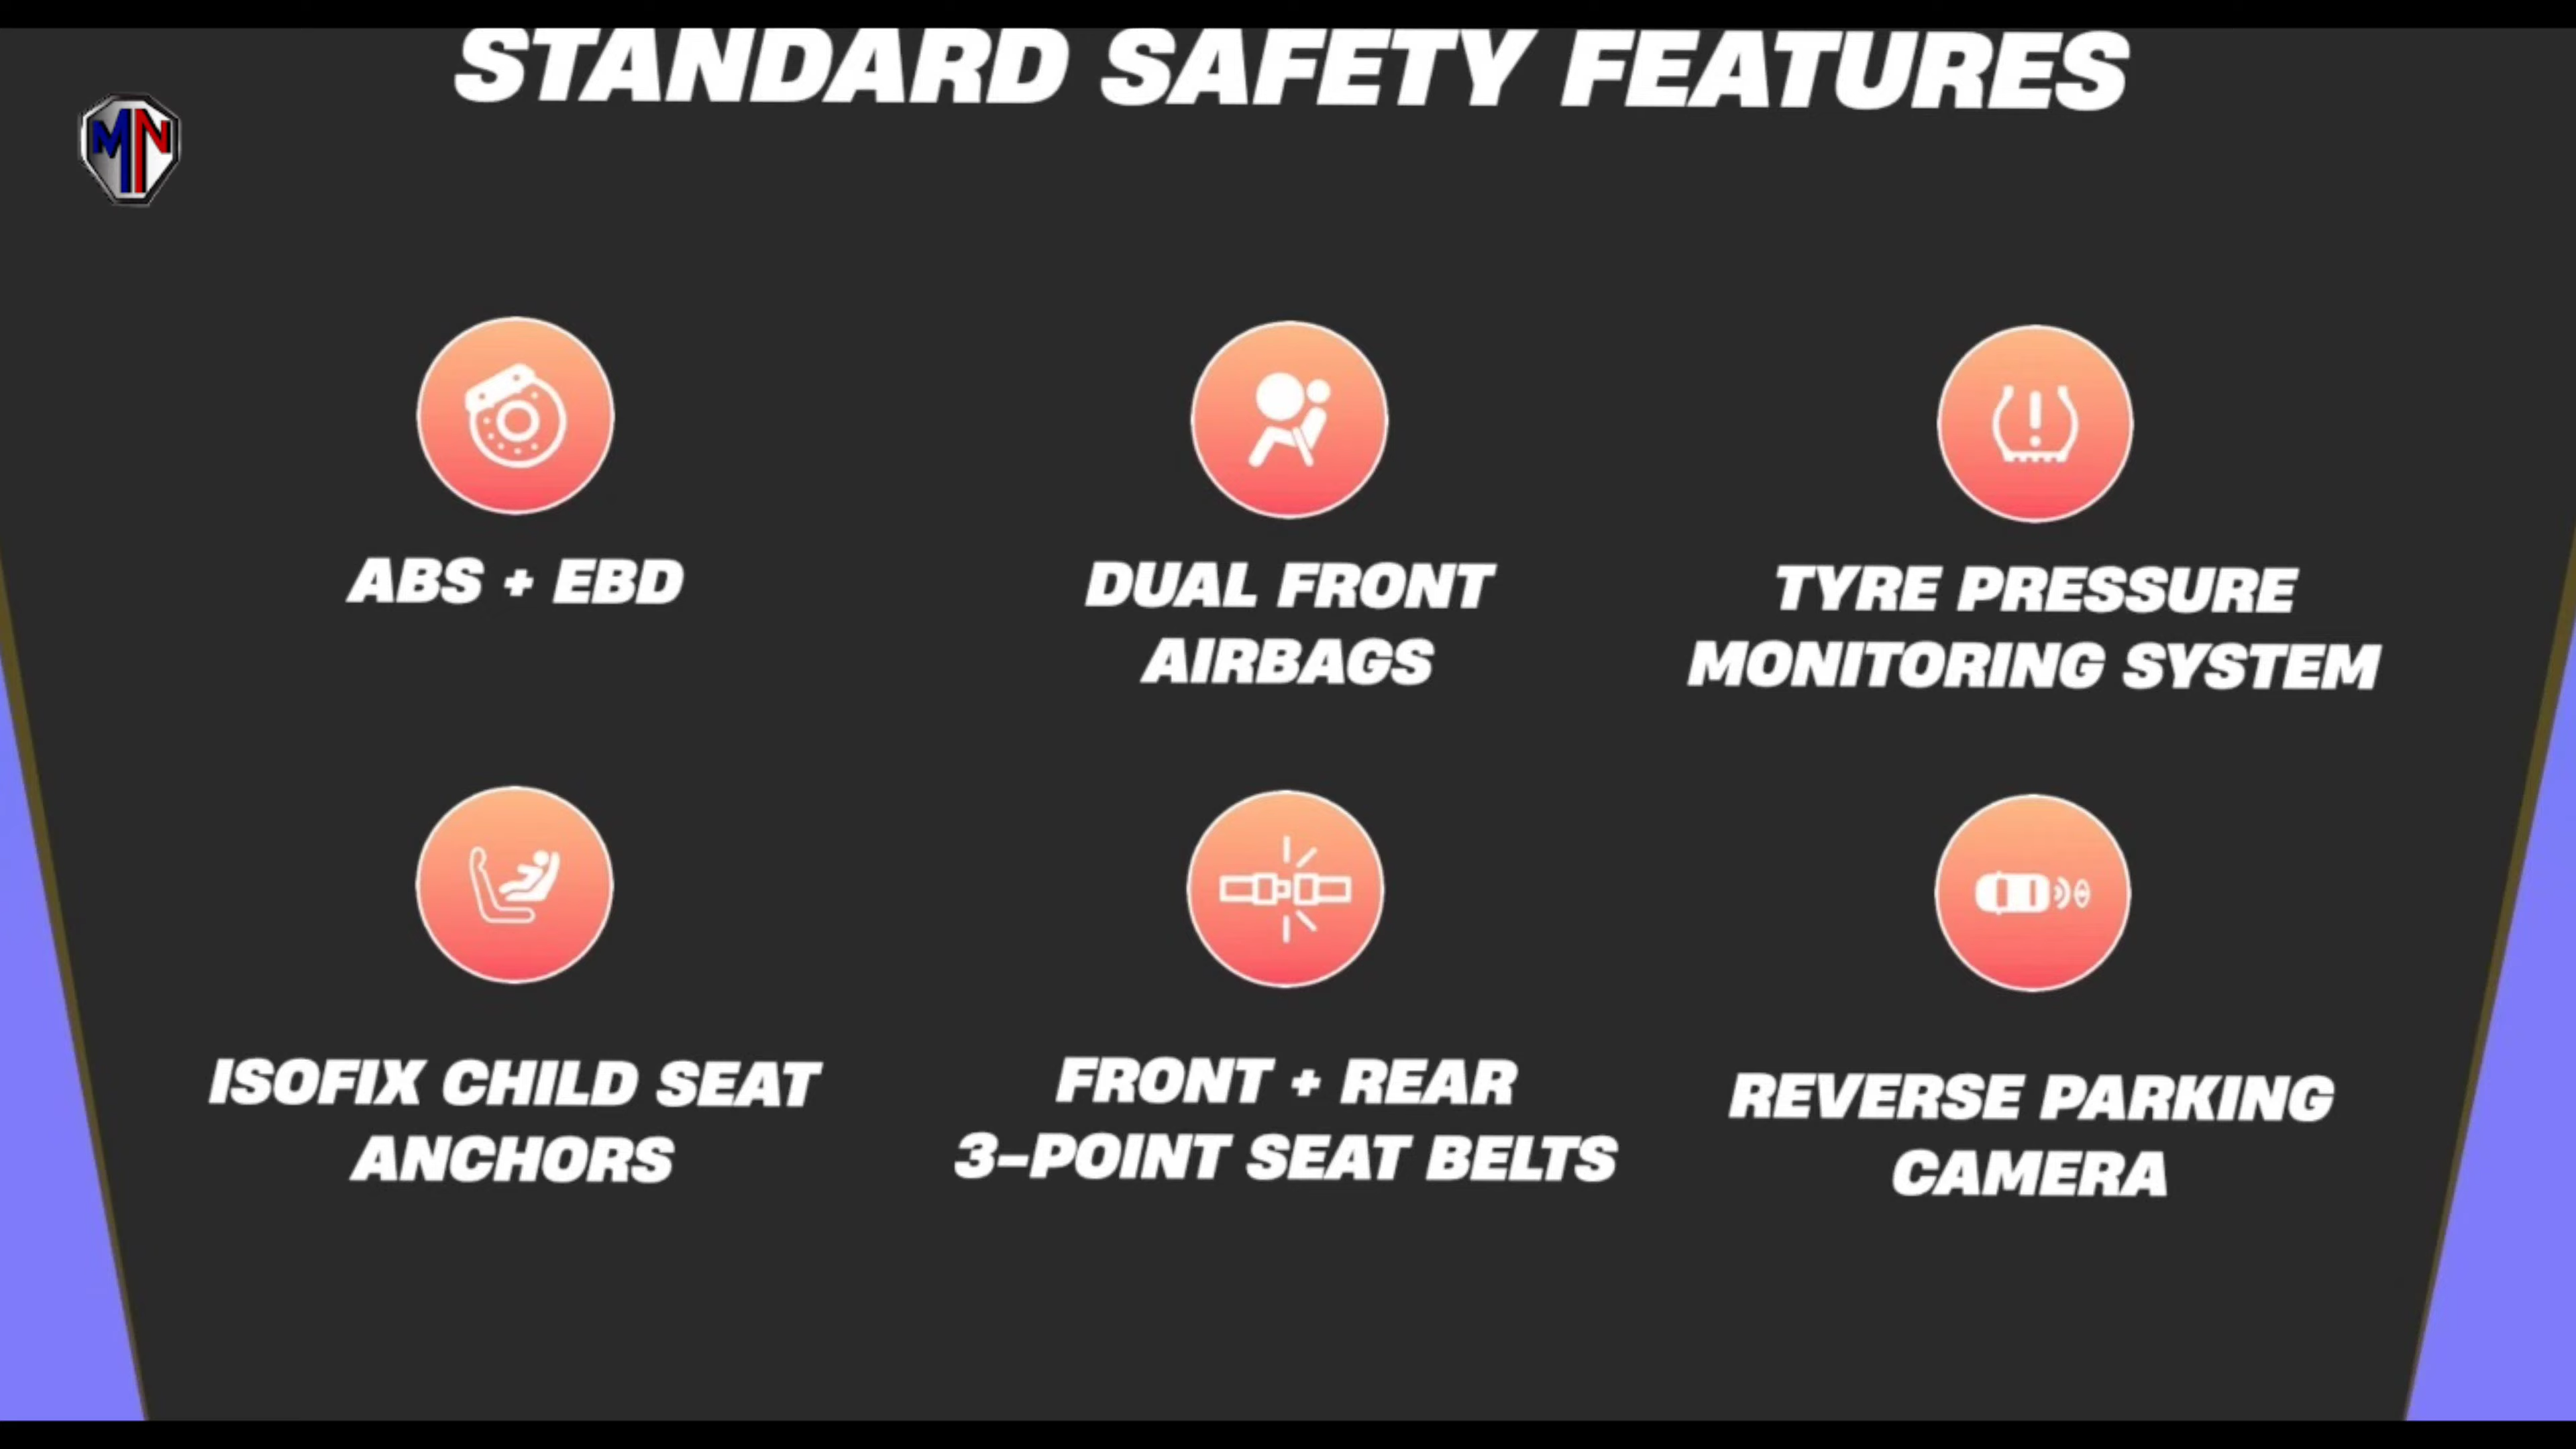 STANDARD SAFETY FEATURES
MN
ABS + EBD
DUAL FRONT
AIRBAGS
TYRE PRESSURE
MONITORING SYSTEM
ISOFIX CHILD SEAT
ANCHORS
FRONT + REAR
3-POINT SEAT BELTS
REVERSE PARKING
CAMERA